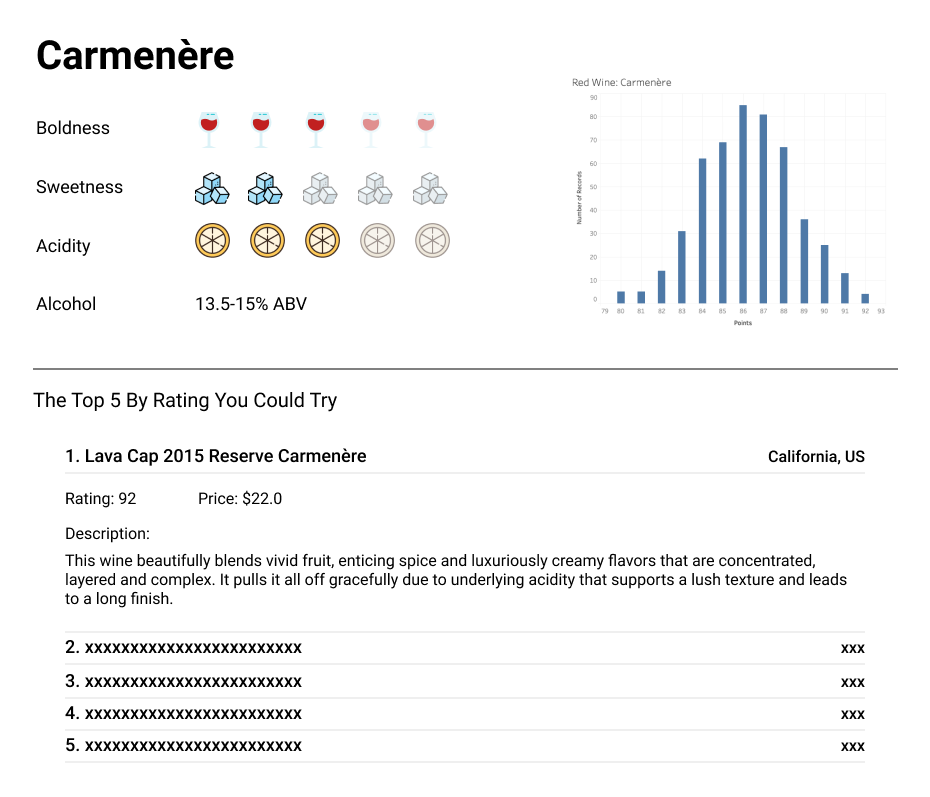 Carmenère
Boldness
Sweetness
Acidity
Alcohol 13.5-15% ABV
Red Wine: Carmenère
Number of Records
90
80
70
60
50
40
30
20
10
0
79 80 81 82 83 84 85 86 87 88 89 90 91 92 93
Points
The Top 5 By Rating You Could Try
1. Lava Cap 2015 Reserve Carmenère California, US
Rating: 92 Price: $22.0
Description:
This wine beautifully blends vivid fruit, enticing spice and luxuriously creamy flavors that are concentrated,
layered and complex. It pulls it all off gracefully due to underlying acidity that supports a lush texture and leads
to a long finish.
2. xxxxxxxxxxxxxxxxxxxxxxxx xxx
3. xxxxxxxxxxxxxxxxxxxxxxxx xxx
4. xxxxxxxxxxxxxxxxxxxxxxxx xxx
5. xxxxxxxxxxxxxxxxxxxxxxxx xxx